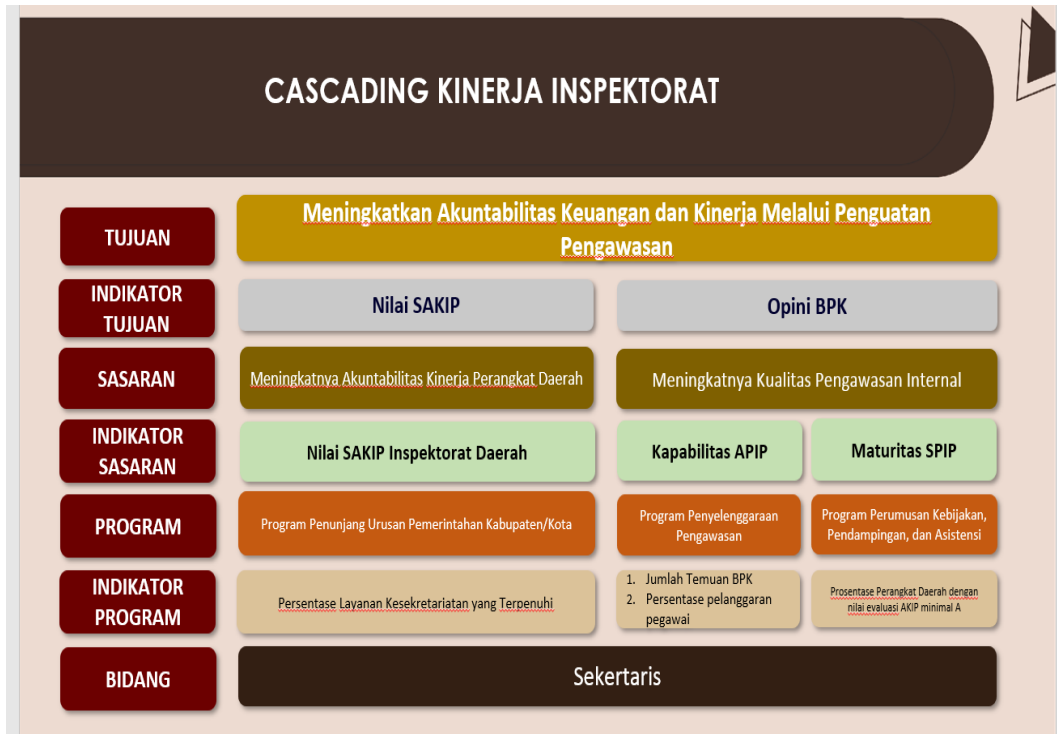 CASCADING KINERJA INSPEKTORAT
TUJUAN
Meningkatkan Akuntabilitas Keuangan dan Kinerja Melalui Penguatan
Pengawasan
INDIKATOR
TUJUAN
Nilai SAKIP
Opini BPK
SASARAN
Meningkatnya Akuntabilitas Kinerja Perangkat Daerah
Meningkatnya Kualitas Pengawasan Internal
INDIKATOR
SASARAN
Nilai SAKIP Inspektorat Daerah
Kapabilitas APIP
Maturitas SPIP
PROGRAM
Program Penunjang Urusan Pemerintahan Kabupaten/Kota
Program Penyelenggaraan
Pengawasan
Program Perumusan Kebijakan,
Pendampingan, dan Asistensi
INDIKATOR
PROGRAM
Persentase Layanan Kesekretariatan yang Terpenuhi
1. Jumlah Temuan BPK
2. Persentase pelanggaran
pegawai
Prosentase Perangkat Daerah dengan
nilai evaluasi AKIP minimal A
BIDANG
Sekertaris